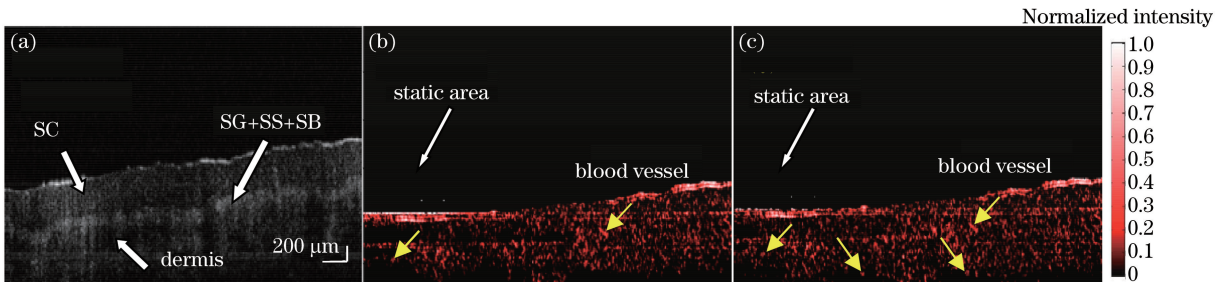 Normalized intensity
(a)
SC
SG+SS+SB
dermis
200 μm
(b)
static area
blood vessel
(c)
static area
blood vessel
1.0
0.9
0.8
0.7
0.6
0.5
0.4
0.3
0.2
0.1
0